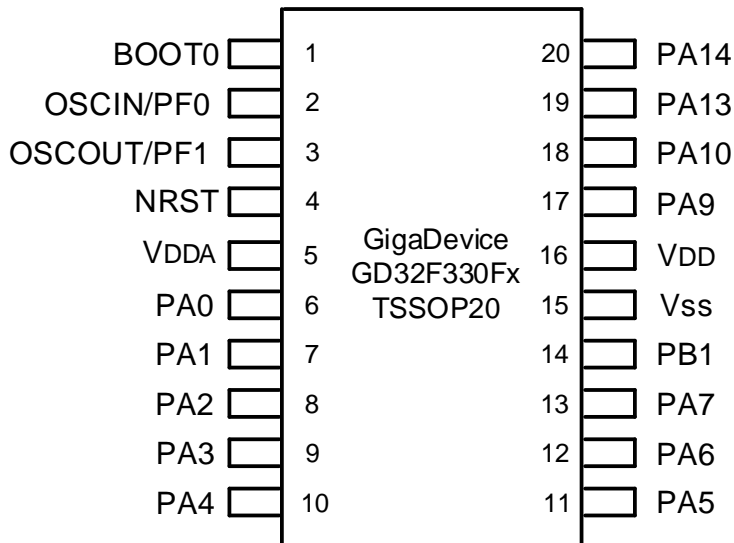 BOOT0 1 20 PA14
OSCIN/PF0 2 19 PA13
OSCOUT/PF1 3 18 PA10
NRST 4 17 PA9
GigaDevice
VDDA 5 16 VDD
GD32F330Fx
PA0 6 TSSOP20 15 Vss
PA1 7 14 PB1
PA2 8 13 PA7
PA3 9 12 PA6
PA4 10 11 PA5